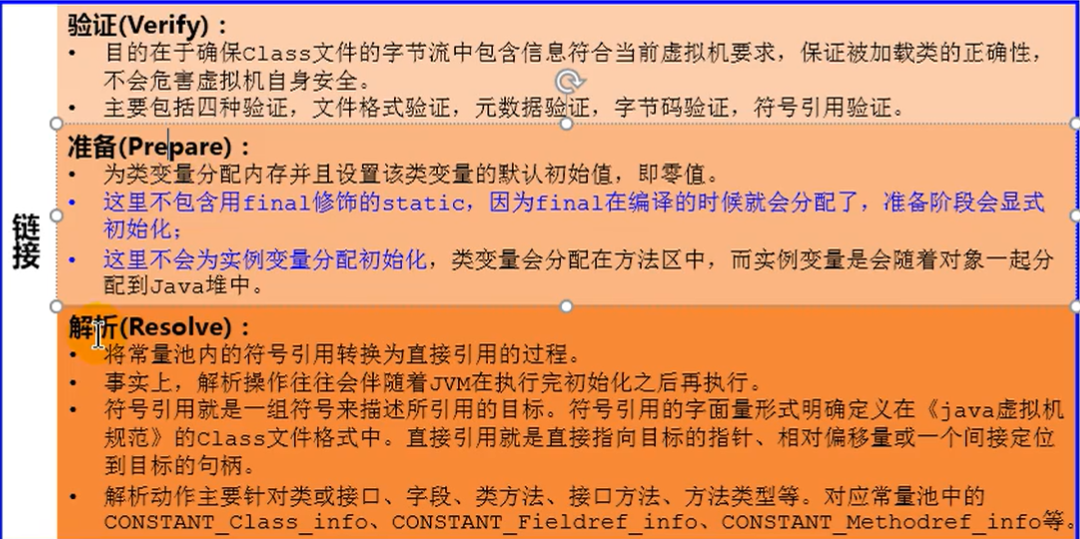 验证(Verify)：
• 目的在于确保Class文件的字节流中包含信息符合当前虚拟机要求，保证被加载类的正确性，
不会危害虚拟机自身安全。
• 主要包括四种验证，文件格式验证，元数据验证，字节码验证，符号引用验证。
准备(Prepare)：
• 为类变量分配内存并且设置该类变量的默认初始值，即零值。
• 这里不包含用final修饰的static，因为final在编译的时候就会分配了，准备阶段会显式
初始化；
• 这里不会为实例变量分配初始化，类变量会分配在方法区中，而实例变量是会随着对象一起分
配到Java堆中。
链接
解析(Resolve)：
• 将常量池内的符号引用转换为直接引用的过程。
• 事实上，解析操作往往会伴随着JVM在执行完初始化之后再执行。
• 符号引用就是一组符号来描述所引用的目标。符号引用的字面量形式明确定义在《java虚拟机
规范》的Class文件格式中。直接引用就是直接指向目标的指针、相对偏移量或一个间接定位
到目标的句柄。
• 解析动作主要针对类或接口、字段、类方法、接口方法、方法类型等。对应常量池中的
CONSTANT_Class_info、CONSTANT_Fieldref_info、CONSTANT_Methodref_info等。